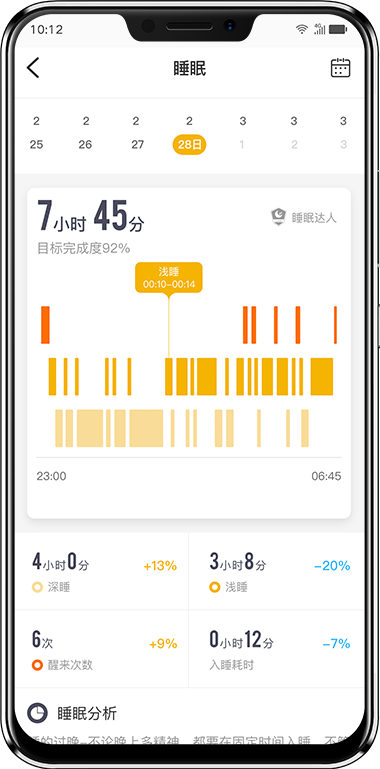 10:12
4G
睡眠
2 2 2 2 3 3 3
25 26 27 28日 1 2 3
7小时45分
睡眠达人
目标完成度92%
浅睡
00:10-00:14
23:00 06:45
4小时0分 +13%
深睡
3小时8分 -20%
浅睡
6次 +9%
醒来次数
0小时12分 -7%
入睡耗时
睡眠分析
的过晚-不论晚上多精神，都要在固定时间入睡，不